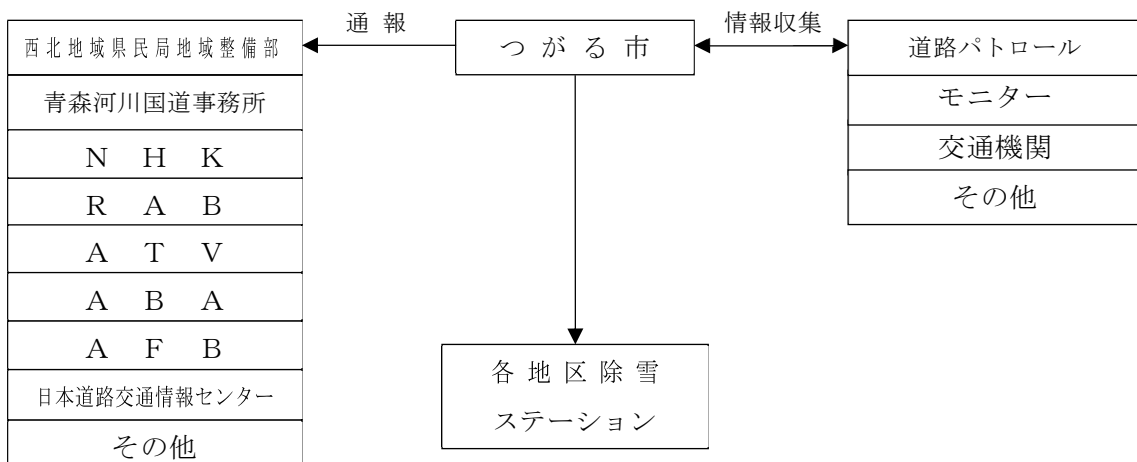 通報
情報収集
西北地域県民局地域整備部
つがる市
道路パトロール
青森河川国道事務所
モニター
NHK
交通機関
RAB
その他
ATV
ABA
AFB
各地区除雪
ステーション
日本道路交通情報センター
その他